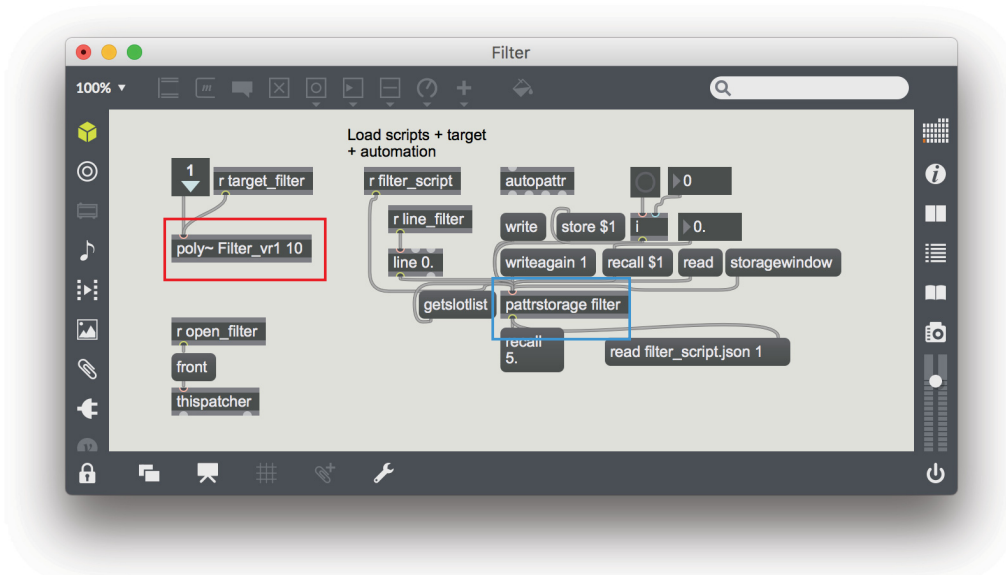 Filter
100%
Load scripts + target
+ automation
1
r target_filter
r filter_script
autopattr
0
r line_filter
write
store $1
i
0.
poly~ Filter_vr1 10
line 0.
writeagain 1
recall $1
read
storagewindow
getslotlist
pattrstorage filter
r open_filter
recall
5.
read filter_script.json 1
front
thispatcher